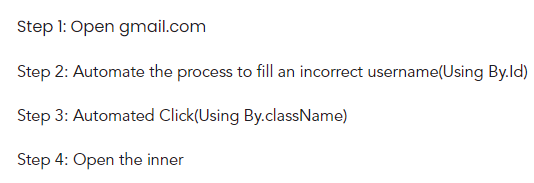 Step 1: Open gmail.com
Step 2: Automate the process to fill an incorrect username(Using By.Id)
Step 3: Automated Click(Using By.className)
Step 4: Open the inner